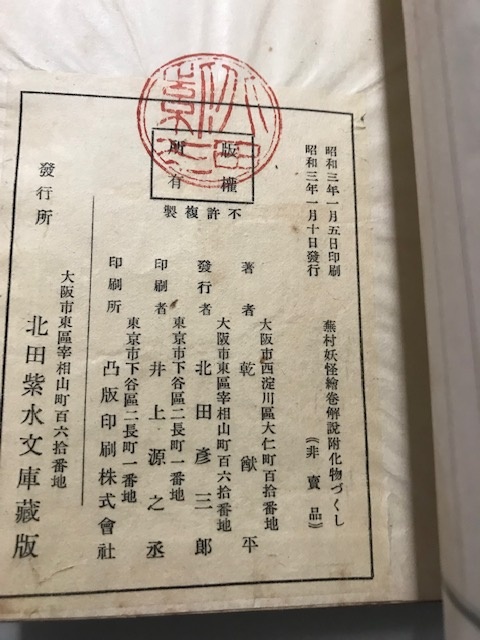 昭和三年一月五日印刷
昭和三年一月十日發行
蕪村妖怪繪卷解說附化物づくし
(非賣品)
版權
所有
不許複製
大阪市西淀川區大仁町百拾番地
著者 乾猷平
大阪市東區宰相山町百六拾番地
發行者 北田彦三郎
東京市下谷區二長町一番地
印刷者 井上源之丞
東京市下谷區二長町一番地
印刷所 凸版印刷株式會社
發行所
大阪市東區宰相山町百六拾番地
北田紫水文庫藏版